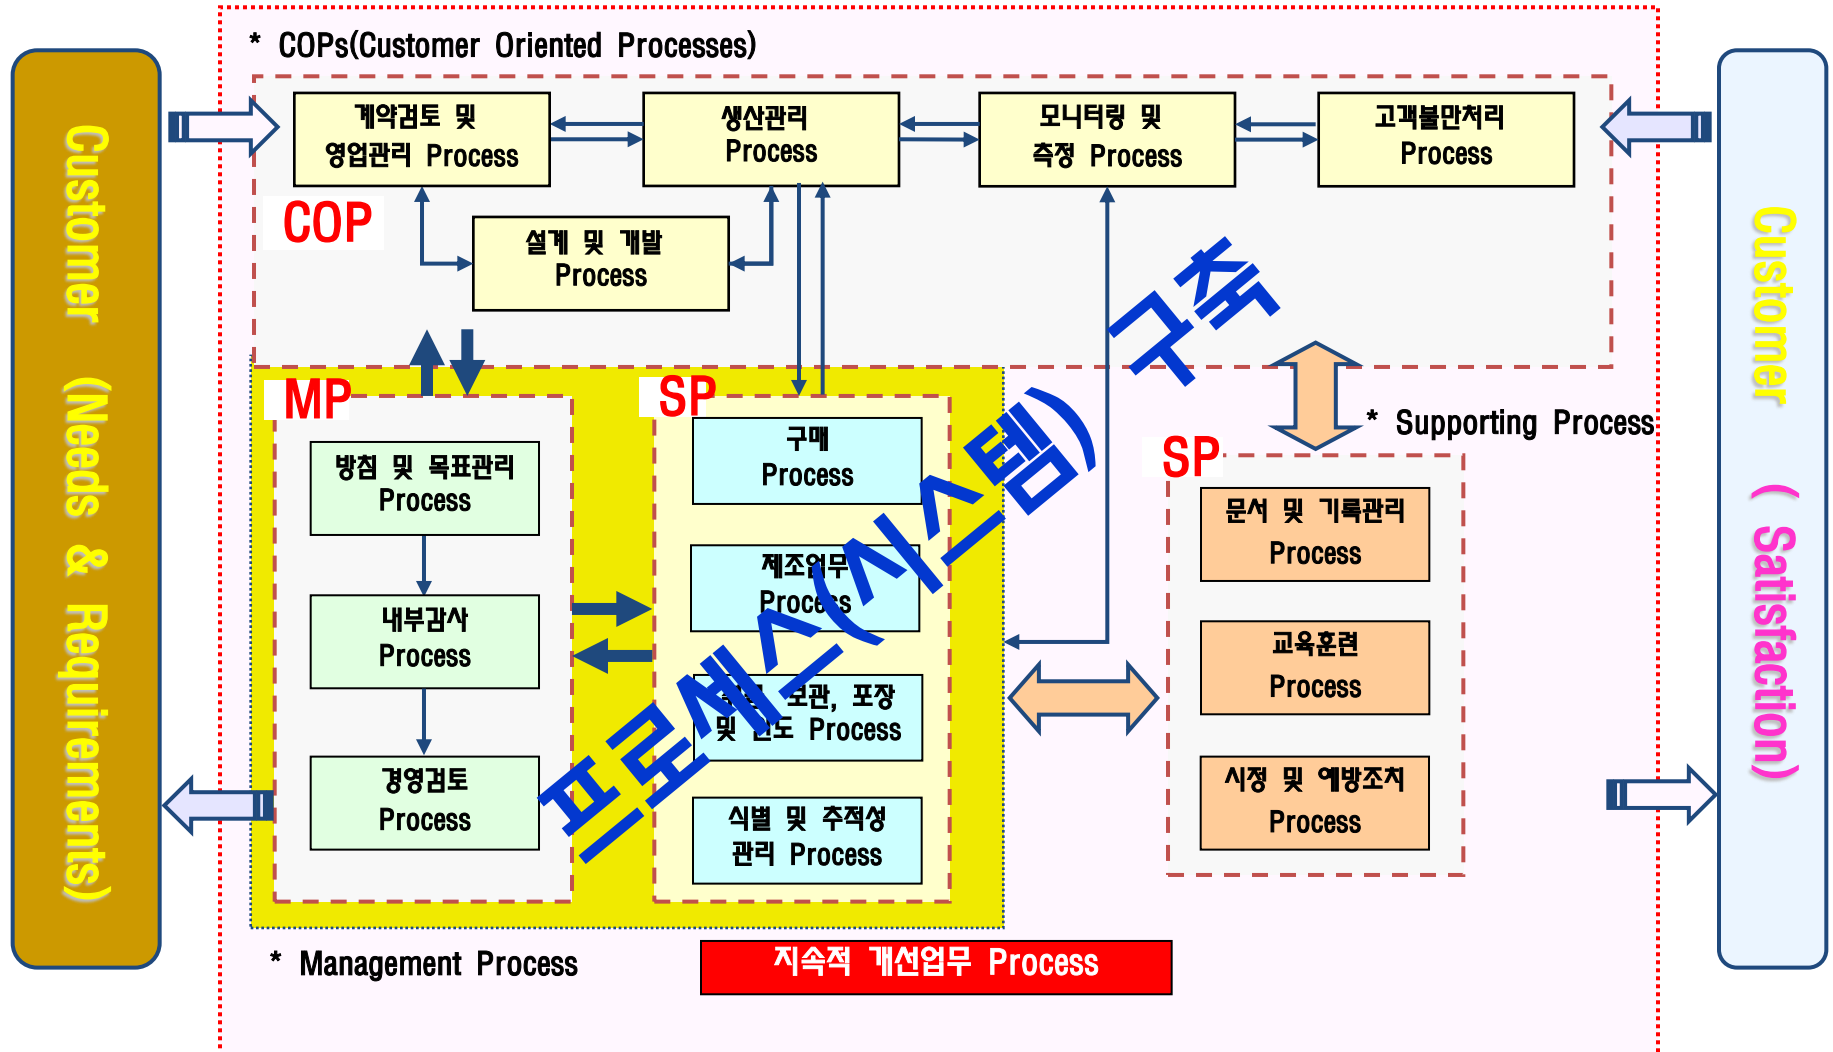 * COPs(Customer Oriented Processes)
Customer (Needs & Requirements)
계약검토 및
영업관리 Process
생산관리
Process
모니터링 및
측정 Process
고객불만처리
Process
COP
설계 및 개발
Process
MP
방침 및 목표관리
Process
내부감사
Process
경영검토
Process
SP
구매
Process
제조업무
Process
보관, 포장
및 인도 Process
식별 및 추적성
관리 Process
프로세스(시스템) 구축
* Supporting Process
SP
문서 및 기록관리
Process
교육훈련
Process
시정 및 예방조치
Process
Customer ( Satisfaction)
* Management Process
지속적 개선업무 Process